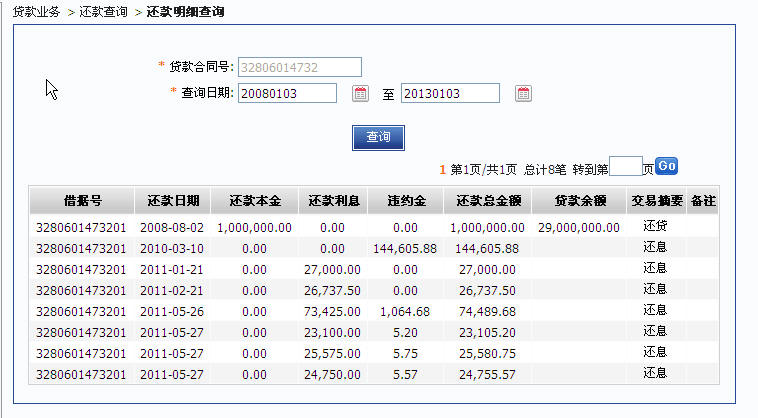 贷款业务 > 还款查询 > 还款明细查询
* 贷款合同号: 32806014732
* 查询日期: 20080103 至 20130103
查询
1 第1页/共1页 总计8笔 转到第 页 Go
借据号 还款日期 还款本金 还款利息 违约金 还款总金额 贷款余额 交易摘要 备注
3280601473201 2008-08-02 1,000,000.00 0.00 0.00 1,000,000.00 29,000,000.00 还贷
3280601473201 2010-03-10 0.00 0.00 144,605.88 144,605.88 还息
3280601473201 2011-01-21 0.00 27,000.00 0.00 27,000.00 还息
3280601473201 2011-02-21 0.00 26,737.50 0.00 26,737.50 还息
3280601473201 2011-05-26 0.00 73,425.00 1,064.68 74,489.68 还息
3280601473201 2011-05-27 0.00 23,100.00 5.20 23,105.20 还息
3280601473201 2011-05-27 0.00 25,575.00 5.75 25,580.75 还息
3280601473201 2011-05-27 0.00 24,750.00 5.57 24,755.57 还息